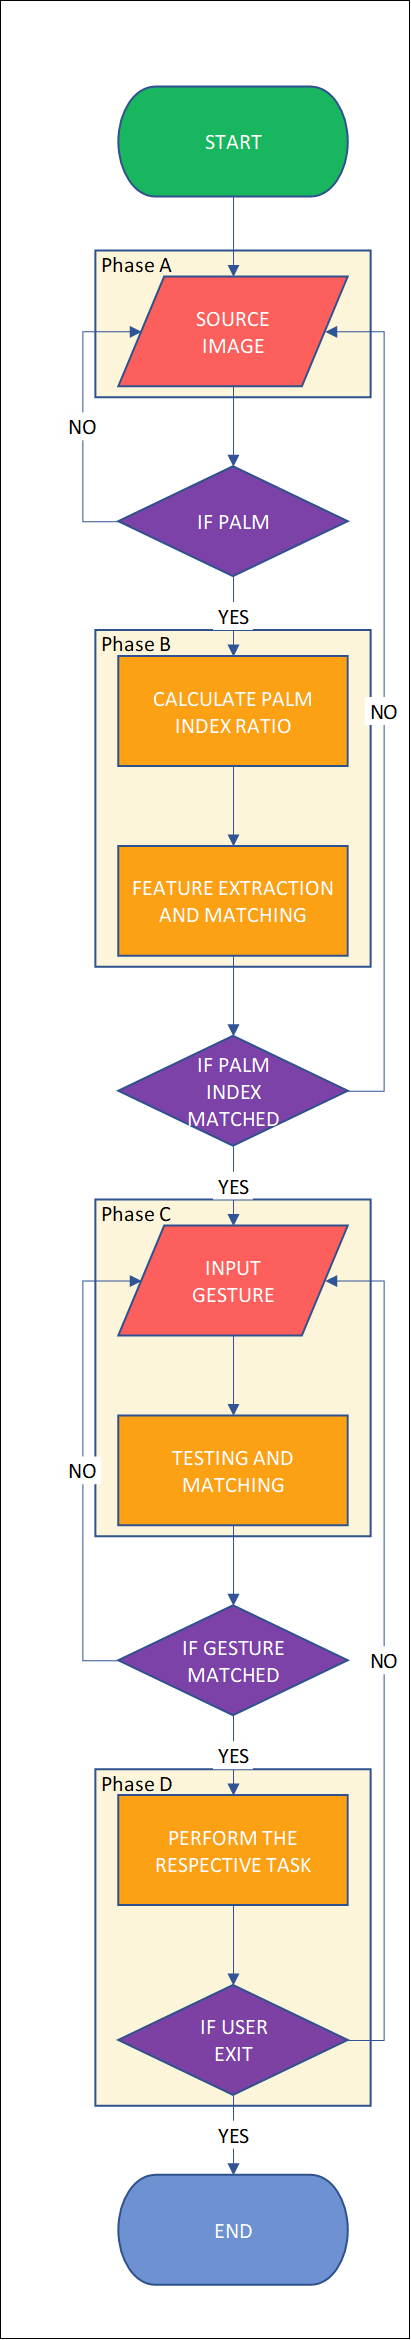 START
Phase A
SOURCE
IMAGE
NO
IF PALM
YES
Phase B
CALCULATE PALM
INDEX RATIO
NO
FEATURE EXTRACTION
AND MATCHING
IF PALM
INDEX
MATCHED
YES
Phase C
INPUT
GESTURE
TESTING AND
MATCHING
NO
IF GESTURE
MATCHED
NO
YES
Phase D
PERFORM THE
RESPECTIVE TASK
IF USER
EXIT
YES
END